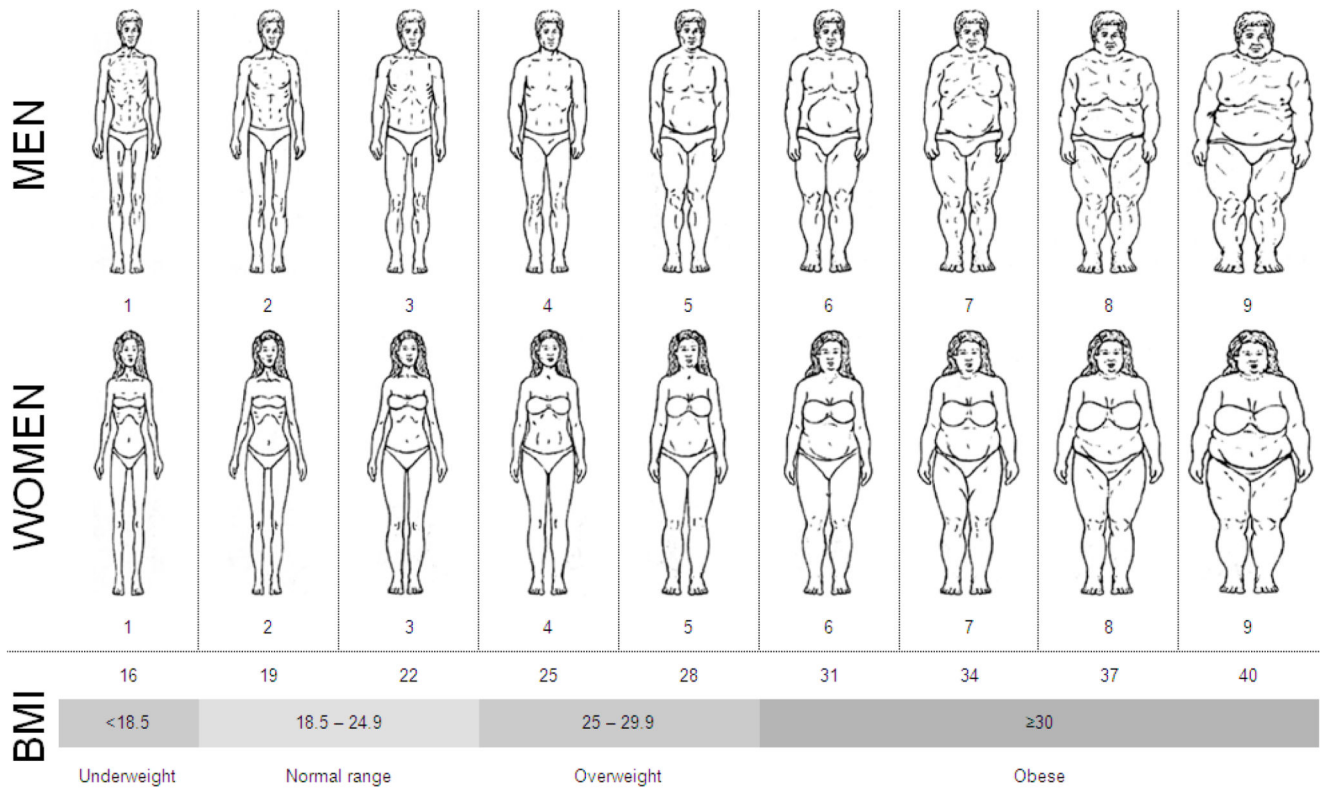 MEN
1 2 3 4 5 6 7 8 9
WOMEN
1 2 3 4 5 6 7 8 9
BMI
16 19 22 25 28 31 34 37 40
<18.5 18.5 – 24.9 25 – 29.9 ≥30
Underweight Normal range Overweight Obese